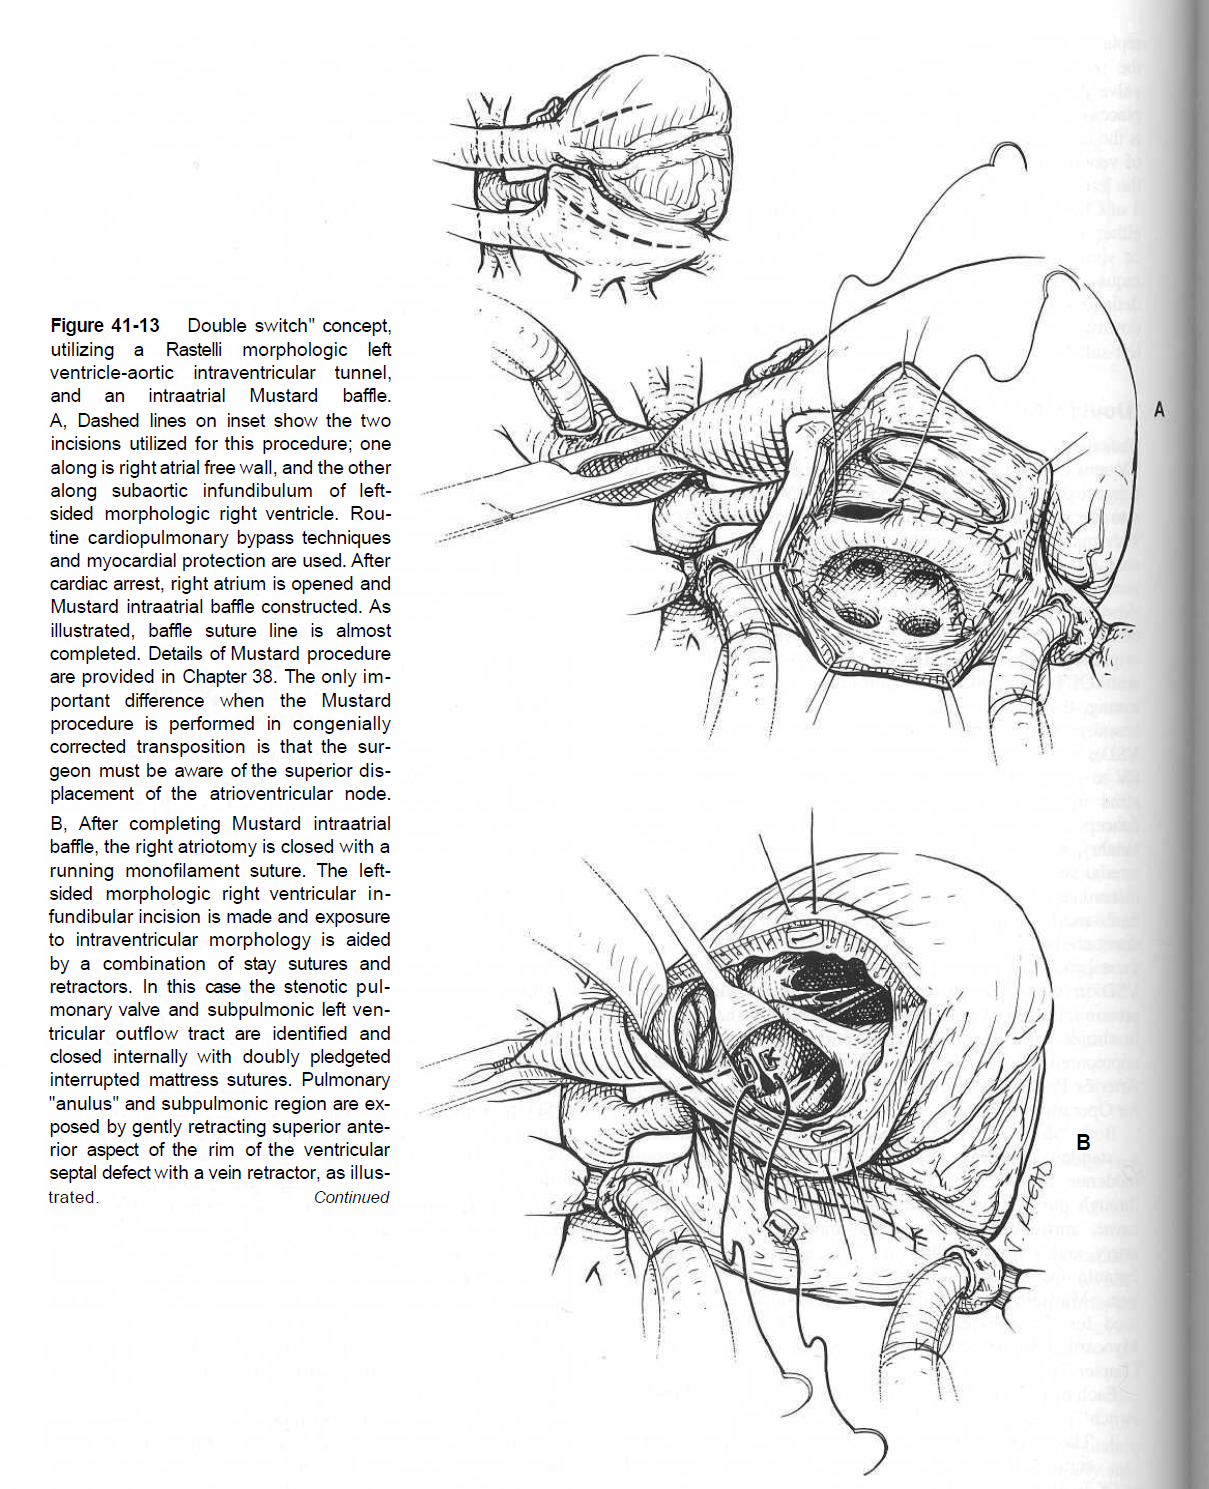 Figure 41-13 Double switch" concept,
utilizing a Rastelli morphologic left
ventricle-aortic intraventricular tunnel,
and an intraatrial Mustard baffle.
A, Dashed lines on inset show the two
incisions utilized for this procedure; one
along is right atrial free wall, and the other
along subaortic infundibulum of left-
sided morphologic right ventricle. Rou-
tine cardiopulmonary bypass techniques
and myocardial protection are used. After
cardiac arrest, right atrium is opened and
Mustard intraatrial baffle constructed. As
illustrated, baffle suture line is almost
completed. Details of Mustard procedure
are provided in Chapter 38. The only im-
portant difference when the Mustard
procedure is performed in congenially
corrected transposition is that the sur-
geon must be aware of the superior dis-
placement of the atrioventricular node.
B, After completing Mustard intraatrial
baffle, the right atriotomy is closed with a
running monofilament suture. The left-
sided morphologic right ventricular in-
fundibular incision is made and exposure
to intraventricular morphology is aided
by a combination of stay sutures and
retractors. In this case the stenotic pul-
monary valve and subpulmonic left ven-
tricular outflow tract are identified and
closed internally with doubly pledgeted
interrupted mattress sutures. Pulmonary
"anulus" and subpulmonic region are ex-
posed by gently retracting superior ante-
rior aspect of the rim of the ventricular
septal defect with a vein retractor, as illus-
trated. Continued
A
B